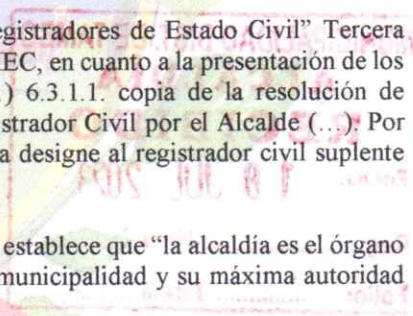 egistradores de Estado Civil” Tercera
EC, en cuanto a la presentación de los
.) 6.3.1.1. copia de la resolución de
istrador Civil por el Alcalde (...). Por
a designe al registrador civil suplente
establece que “la alcaldía es el órgano
municipalidad y su máxima autoridad